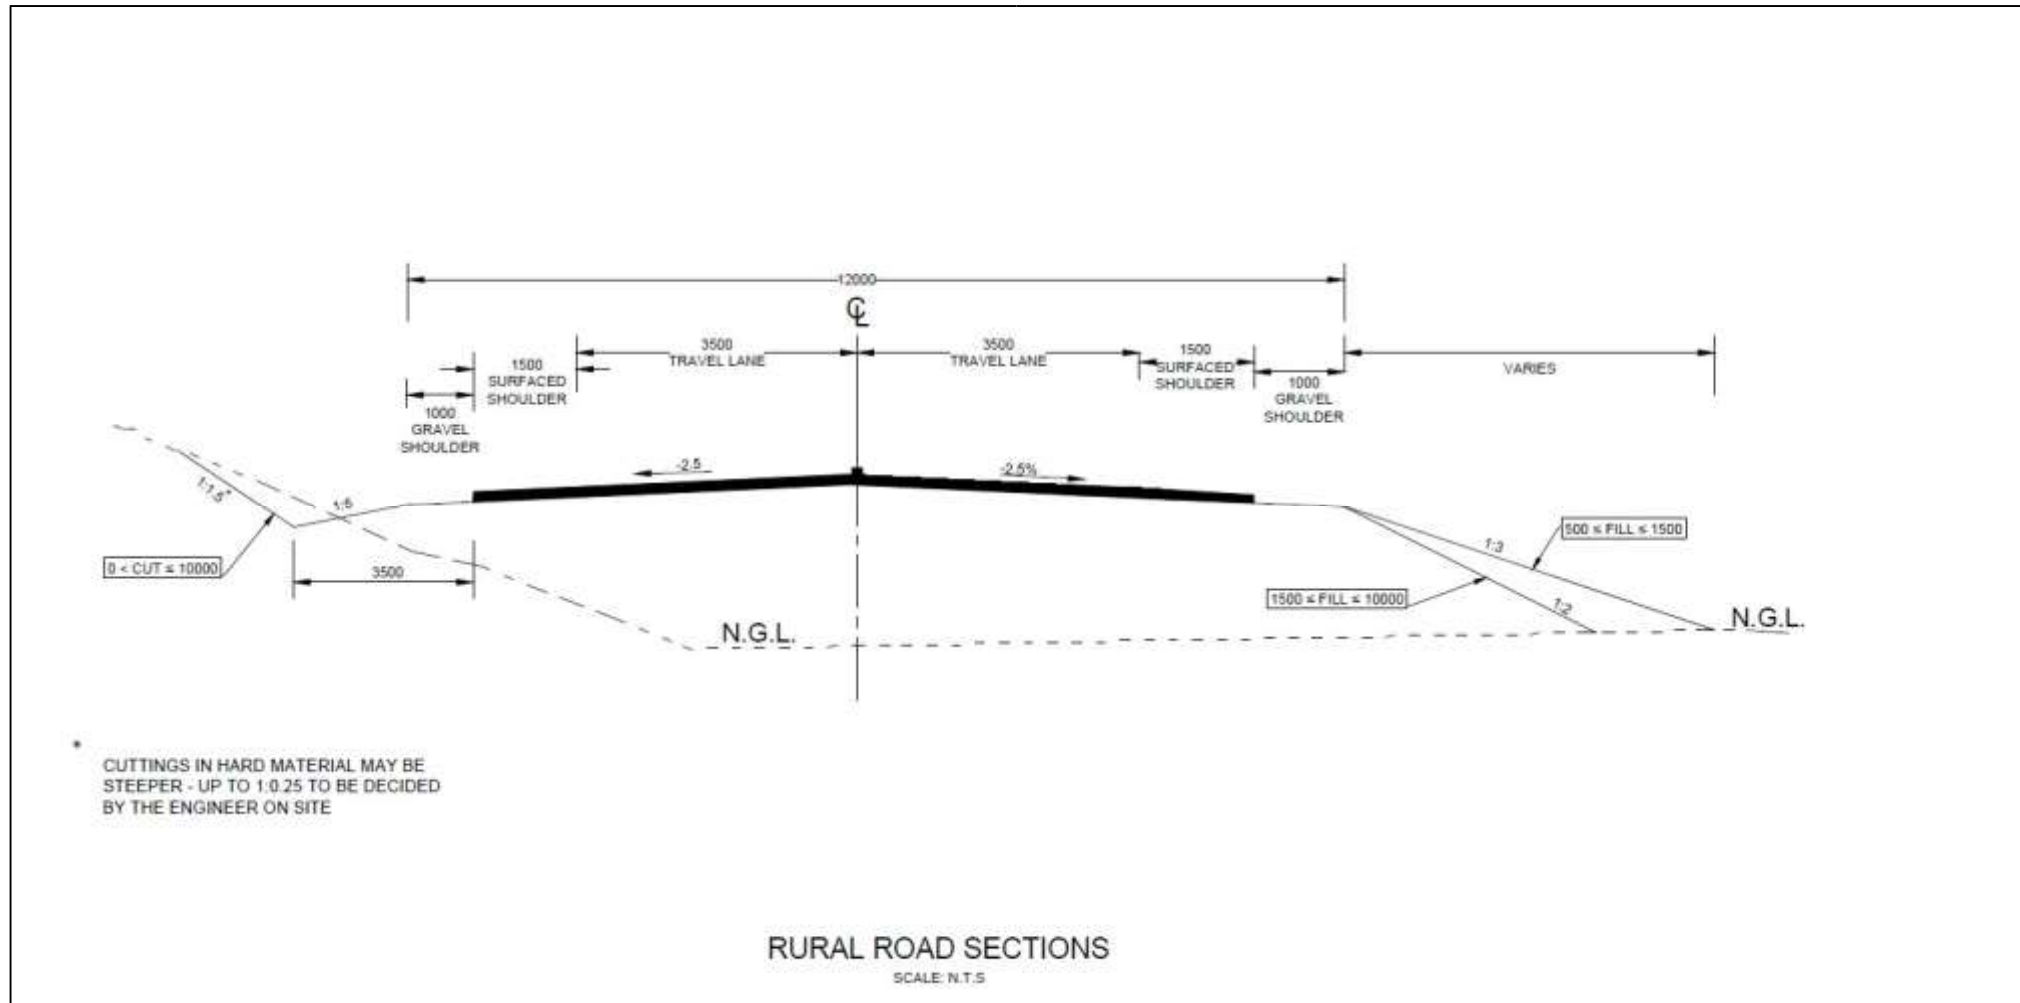 12000
CL
3500
TRAVEL LANE
3500
TRAVEL LANE
1500
SURFACED
SHOULDER
1500
SURFACED
SHOULDER
VARIES
1000
GRAVEL
SHOULDER
1000
GRAVEL
SHOULDER
-2.5
-2.5%
1:1.5*
1:5
500 ≤ FILL ≤ 1500
1:3
0 < CUT ≤ 10000
3500
1500 ≤ FILL ≤ 10000
1:2
N.G.L.
N.G.L.
*
CUTTINGS IN HARD MATERIAL MAY BE
STEEPER - UP TO 1:0.25 TO BE DECIDED
BY THE ENGINEER ON SITE
RURAL ROAD SECTIONS
SCALE: N.T.S